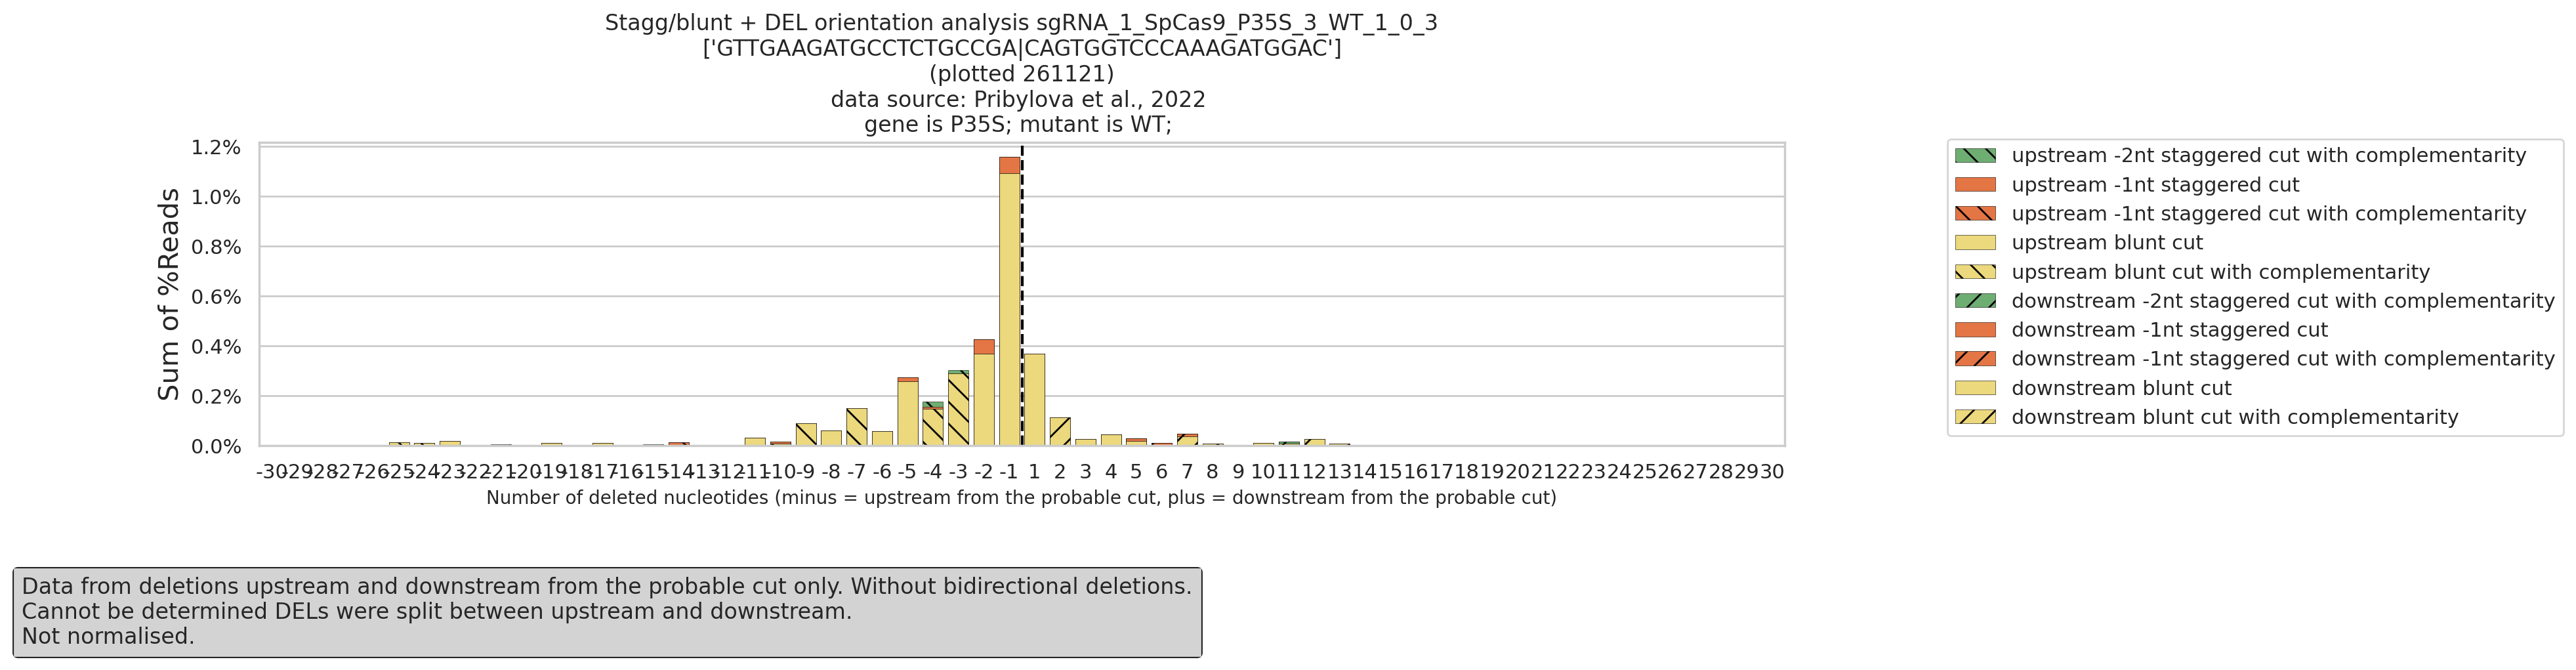 Stagg/blunt + DEL orientation analysis sgRNA_1_SpCas9_P35S_3_WT_1_0_3
['GTTGAAGATGCCTCTGCCGA|CAGTGGTCCCAAAGATGGAC']
(plotted 261121)
data source: Pribylova et al., 2022
gene is P35S; mutant is WT;
1.2%
1.0%
0.8%
0.6%
0.4%
0.2%
0.0%
Sum of %Reads
-30 -29 -28 -27 -26 -25 -24 -23 -22 -21 -20 -19 -18 -17 -16 -15 -14 -13 -12 -11 -10 -9 -8 -7 -6 -5 -4 -3 -2 -1 1 2 3 4 5 6 7 8 9 10 11 12 13 14 15 16 17 18 19 20 21 22 23 24 25 26 27 28 29 30
Number of deleted nucleotides (minus = upstream from the probable cut, plus = downstream from the probable cut)
upstream -2nt staggered cut with complementarity
upstream -1nt staggered cut
upstream -1nt staggered cut with complementarity
upstream blunt cut
upstream blunt cut with complementarity
downstream -2nt staggered cut with complementarity
downstream -1nt staggered cut
downstream -1nt staggered cut with complementarity
downstream blunt cut
downstream blunt cut with complementarity
Data from deletions upstream and downstream from the probable cut only. Without bidirectional deletions.
Cannot be determined DELs were split between upstream and downstream.
Not normalised.